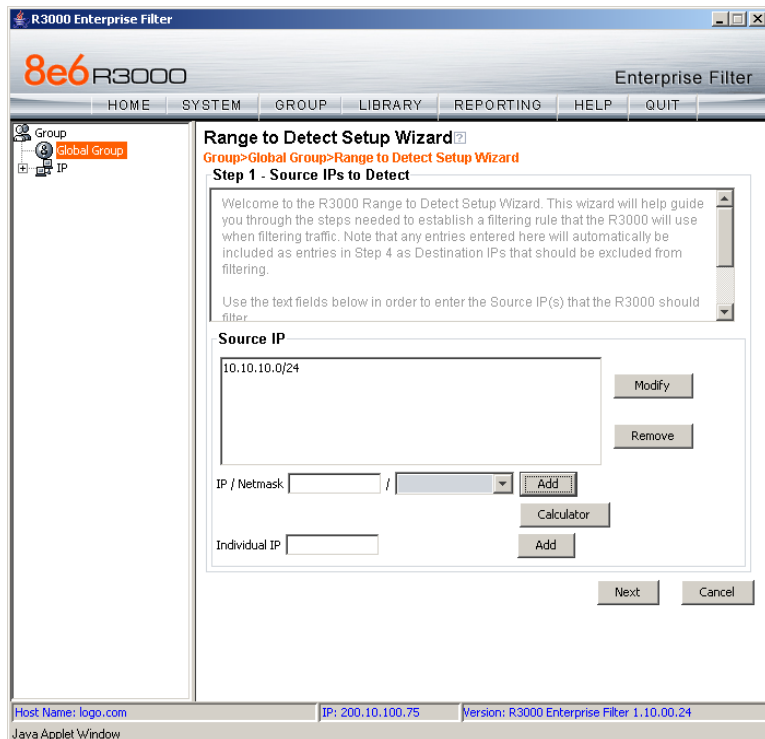 R3000 Enterprise Filter
8e6 R3000
Enterprise Filter
HOME SYSTEM GROUP LIBRARY REPORTING HELP QUIT
Group
Global Group
IP
Range to Detect Setup Wizard?
Group>Global Group>Range to Detect Setup Wizard
Step 1 - Source IPs to Detect
Welcome to the R3000 Range to Detect Setup Wizard. This wizard will help guide
you through the steps needed to establish a filtering rule that the R3000 will use
when filtering traffic. Note that any entries entered here will automatically be
included as entries in Step 4 as Destination IPs that should be excluded from
filtering.
Use the text fields below in order to enter the Source IP(s) that the R3000 should
filter
Source IP
10.10.10.0/24
Modify
Remove
IP / Netmask / Add
Calculator
Individual IP Add
Next Cancel
Host Name: logo.com IP: 200.10.100.75 Version: R3000 Enterprise Filter 1.10.00.24
Java Applet Window